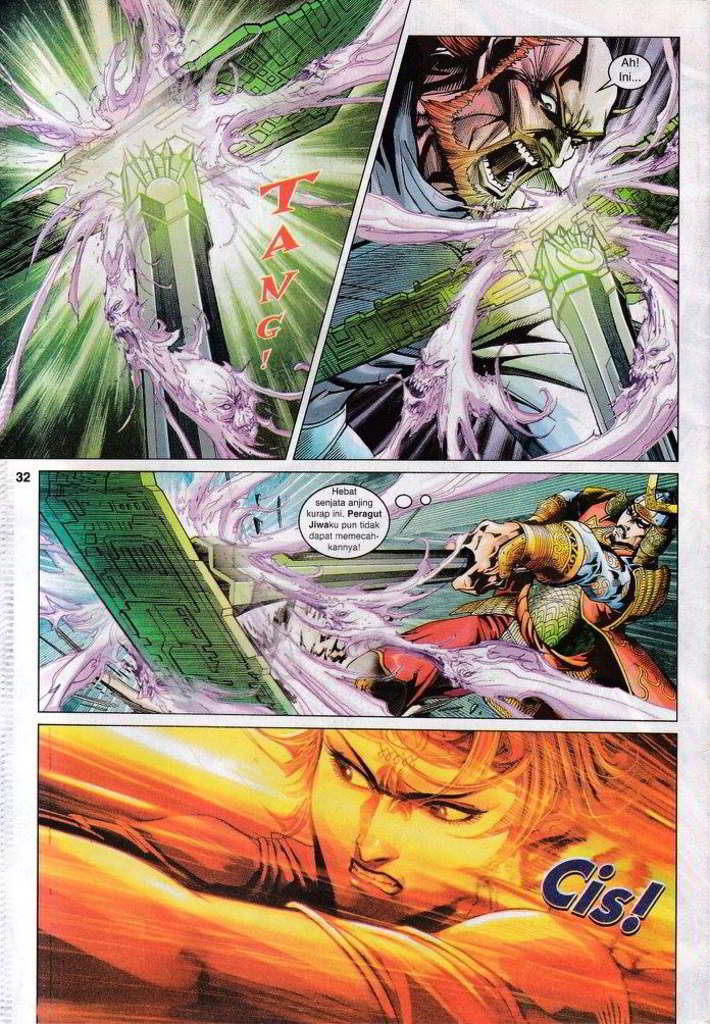 TANG!
Ah!
Ini...
32
Hebat
senjata anjing
kurap ini. Peragut
Jiwaku pun tidak
dapat memecah-
kannya!
Cis!